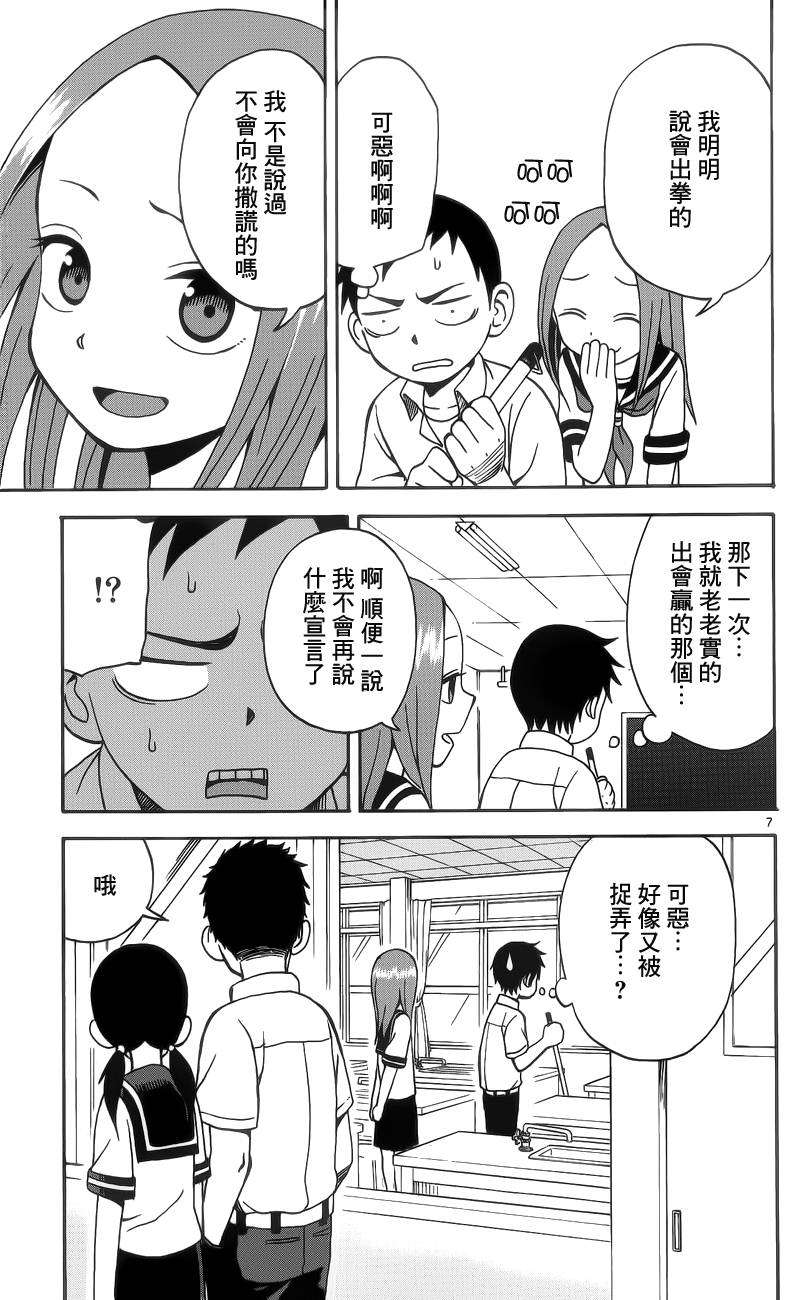 我明明
說會出拳的
呵呵
呵呵
可惡啊啊啊
我 不是說過
不會向你撒謊的嗎
那下一次…
我就老老實的
出會贏的那個…
啊 順便一說
我不會再說
什麼宣言了
!?
7
可惡…
好像又被
捉弄了…?
哦